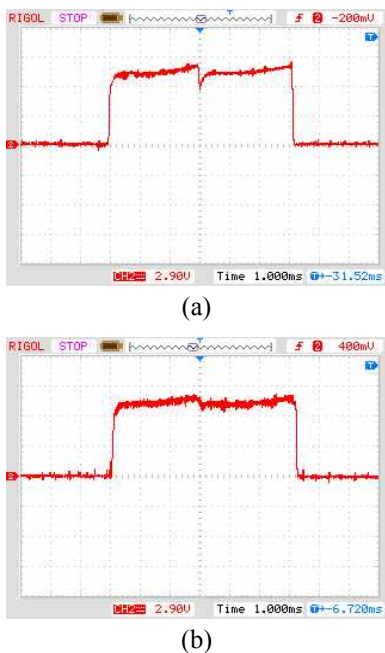 RIGOL STOP T f 2 -200mV
T
2
CH2 2.90V Time 1.000ms T→-31.52ms
(a)
RIGOL STOP T f 2 400mV
T
2
CH2 2.90V Time 1.000ms T→-6.720ms
(b)